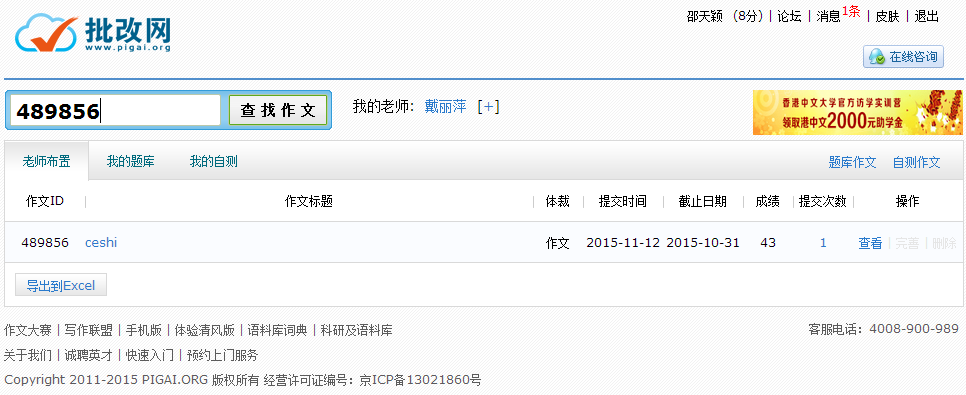 邵天颖 （8分）| 论坛 | 消息1条 | 皮肤 | 退出
批改网
www.pigai.org
在线咨询
489856 查找作文 我的老师： 戴丽萍 [+]
香港中文大学官方访学实训营
领取港中文2000元助学金
老师布置 我的题库 我的自测 题库作文 自测作文
作文ID 作文标题 体裁 提交时间 截止日期 成绩 提交次数 操作
489856 ceshi 作文 2015-11-12 2015-10-31 43 1 查看 | 完善 | 删除
导出到Excel
作文大赛 | 写作联盟 | 手机版 | 体验清风版 | 语料库词典 | 科研及语料库 客服电话：4008-900-989
关于我们 | 诚聘英才 | 快速入门 | 预约上门服务
Copyright 2011-2015 PIGAI.ORG 版权所有 经营许可证编号：京ICP备13021860号